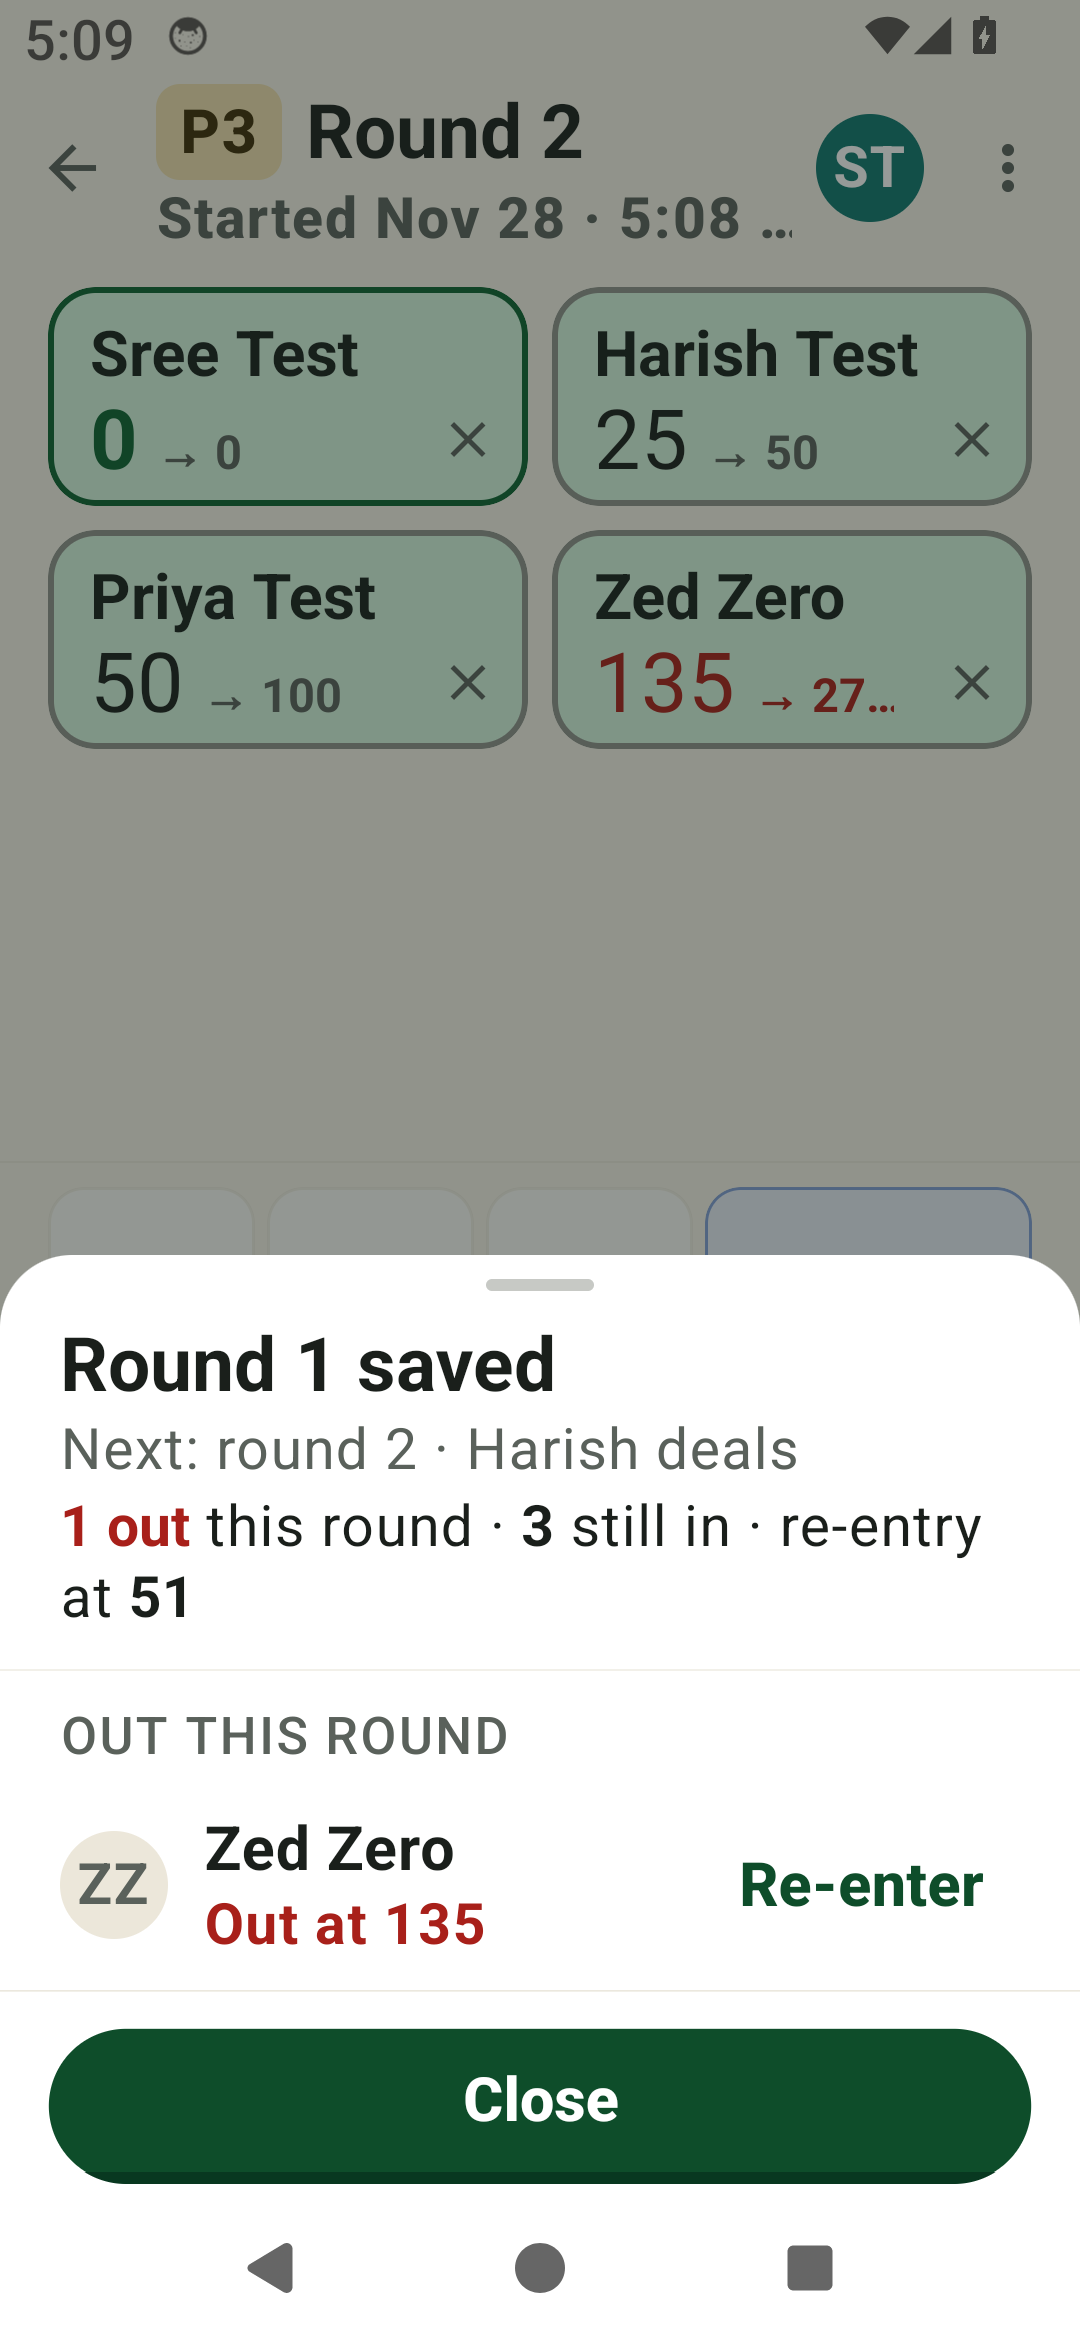 5:09
P3 Round 2
ST
Started Nov 28 · 5:08 …
Sree Test
0 → 0
Harish Test
25 → 50
Priya Test
50 → 100
Zed Zero
135 → 27…
Round 1 saved
Next: round 2 · Harish deals
1 out this round · 3 still in · re-entry
at 51
OUT THIS ROUND
ZZ
Zed Zero
Out at 135
Re-enter
Close